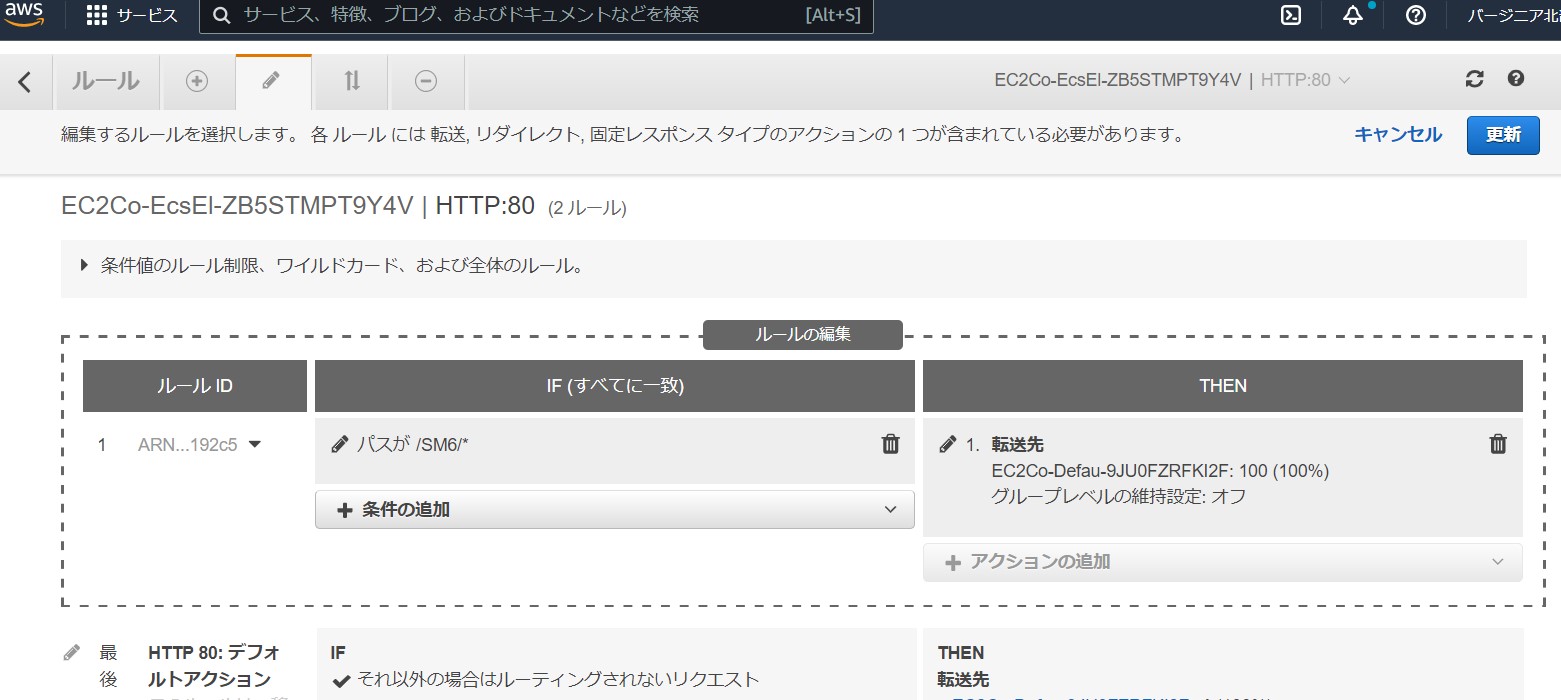 aws
サービス
サービス、特徴、ブログ、およびドキュメントなどを検索
[Alt+S]
バージニア北
ルール
EC2Co-EcsEl-ZB5STMPT9Y4V | HTTP:80
編集するルールを選択します。 各 ルール には 転送, リダイレクト, 固定レスポンス タイプのアクションの 1 つが含まれている必要があります。
キャンセル
更新
EC2Co-EcsEl-ZB5STMPT9Y4V | HTTP:80 (2 ルール)
条件値のルール制限、ワイルドカード、および全体のルール。
ルールの編集
ルール ID
IF (すべてに一致)
THEN
1 ARN...192c5
パスが /SM6/*
1. 転送先
EC2Co-Defau-9JU0FZRFKI2F: 100 (100%)
グループレベルの維持設定: オフ
条件の追加
アクションの追加
最後
HTTP 80: デフォ
ルトアクション
IF
それ以外の場合はルーティングされないリクエスト
THEN
転送先